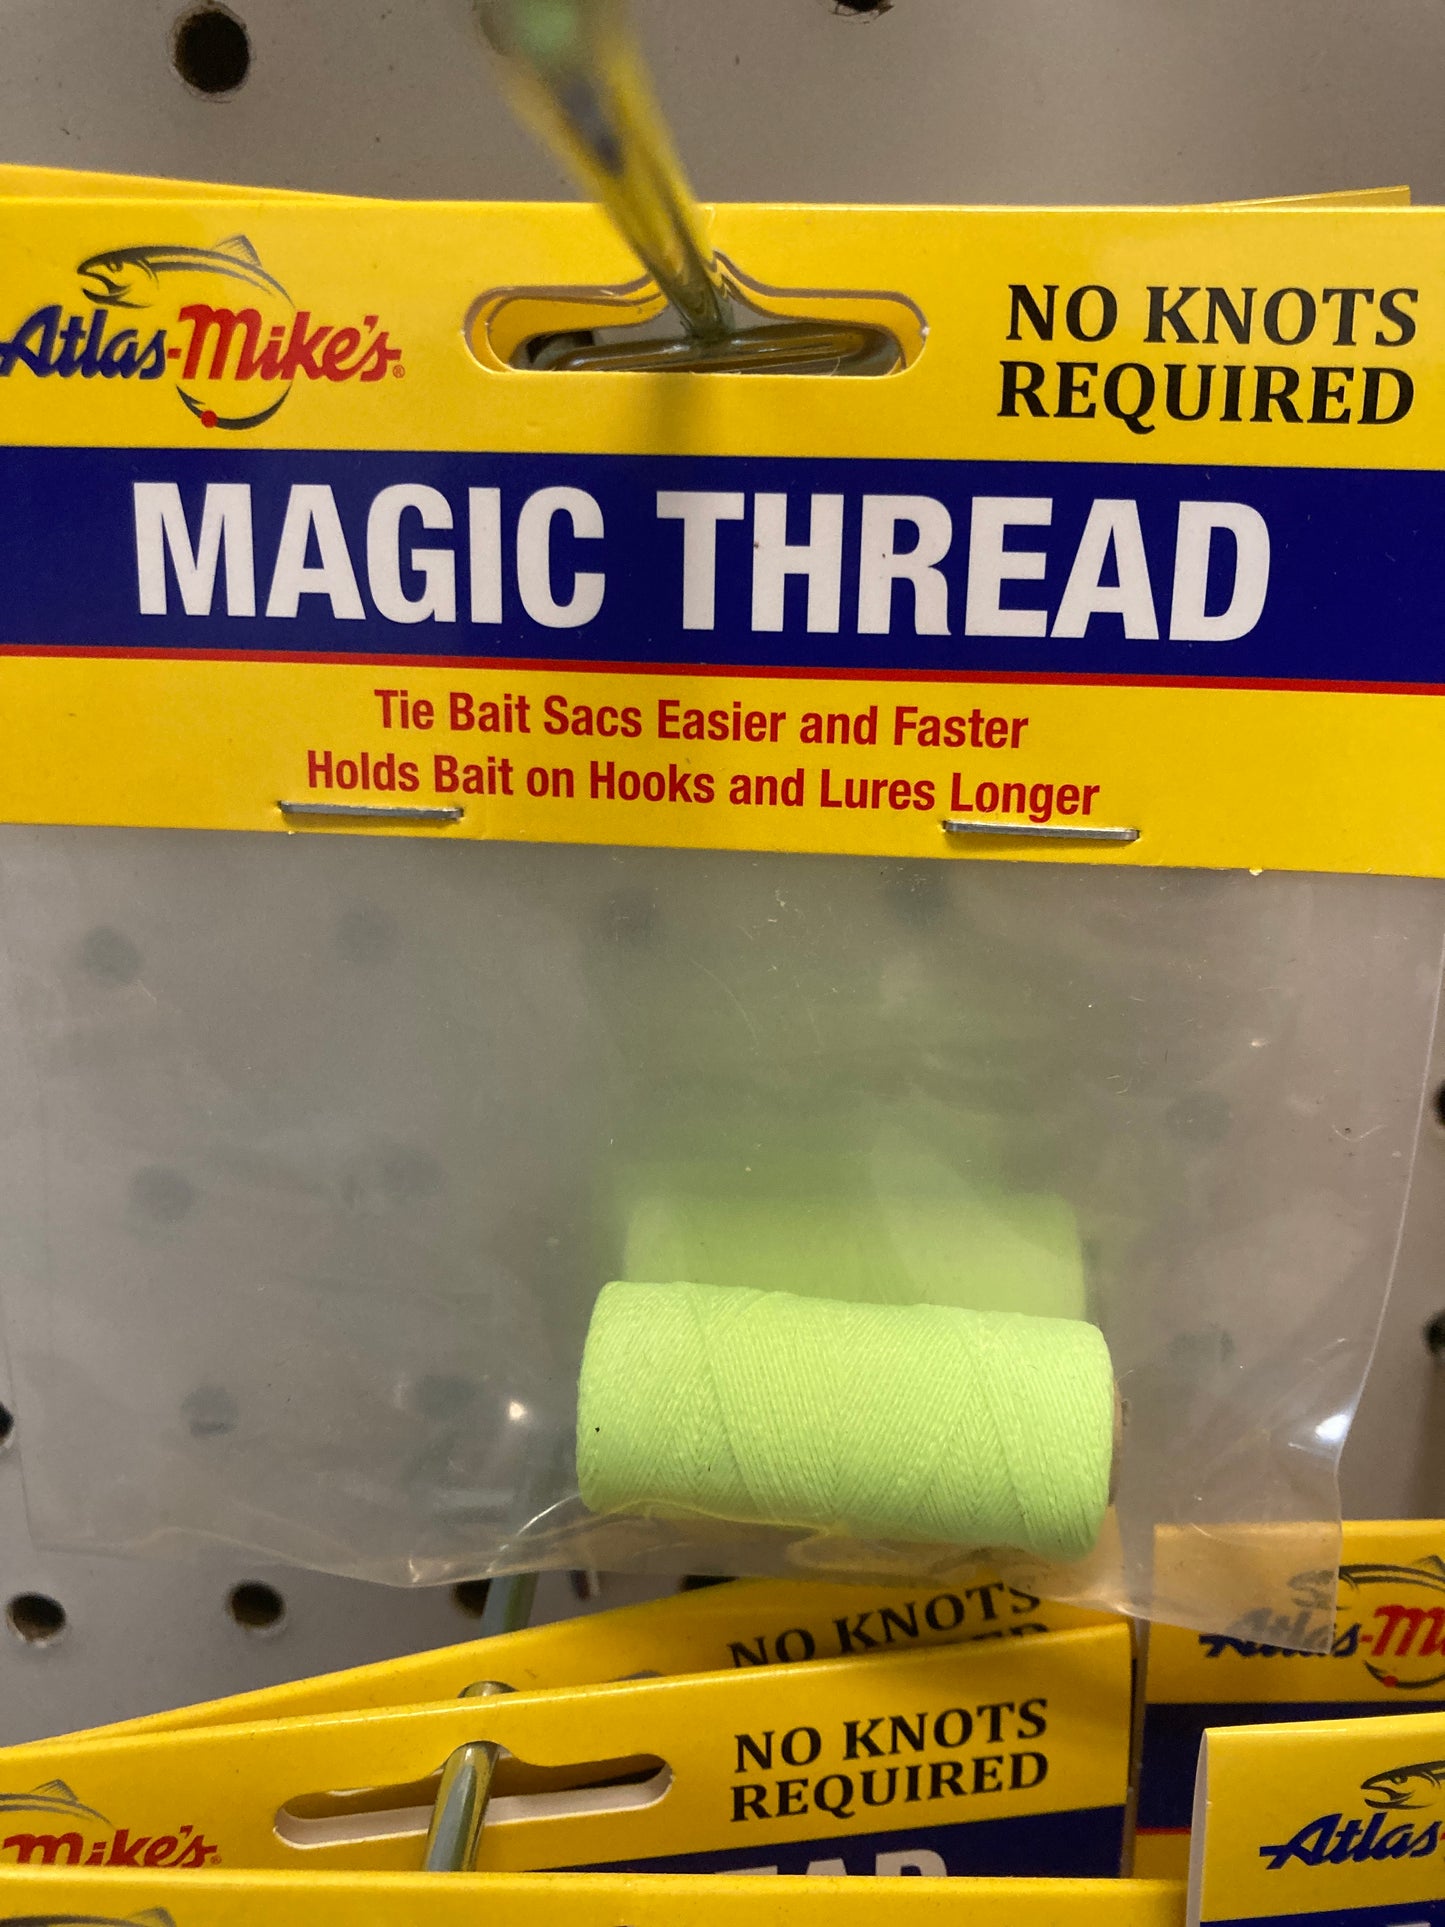 Atlas-Mike's®
NO KNOTS
REQUIRED
MAGIC THREAD
Tie Bait Sacs Easier and Faster
Holds Bait on Hooks and Lures Longer
NO KNOTS
NO KNOTS
REQUIRED
Mike's
Atlas-M
Atlas